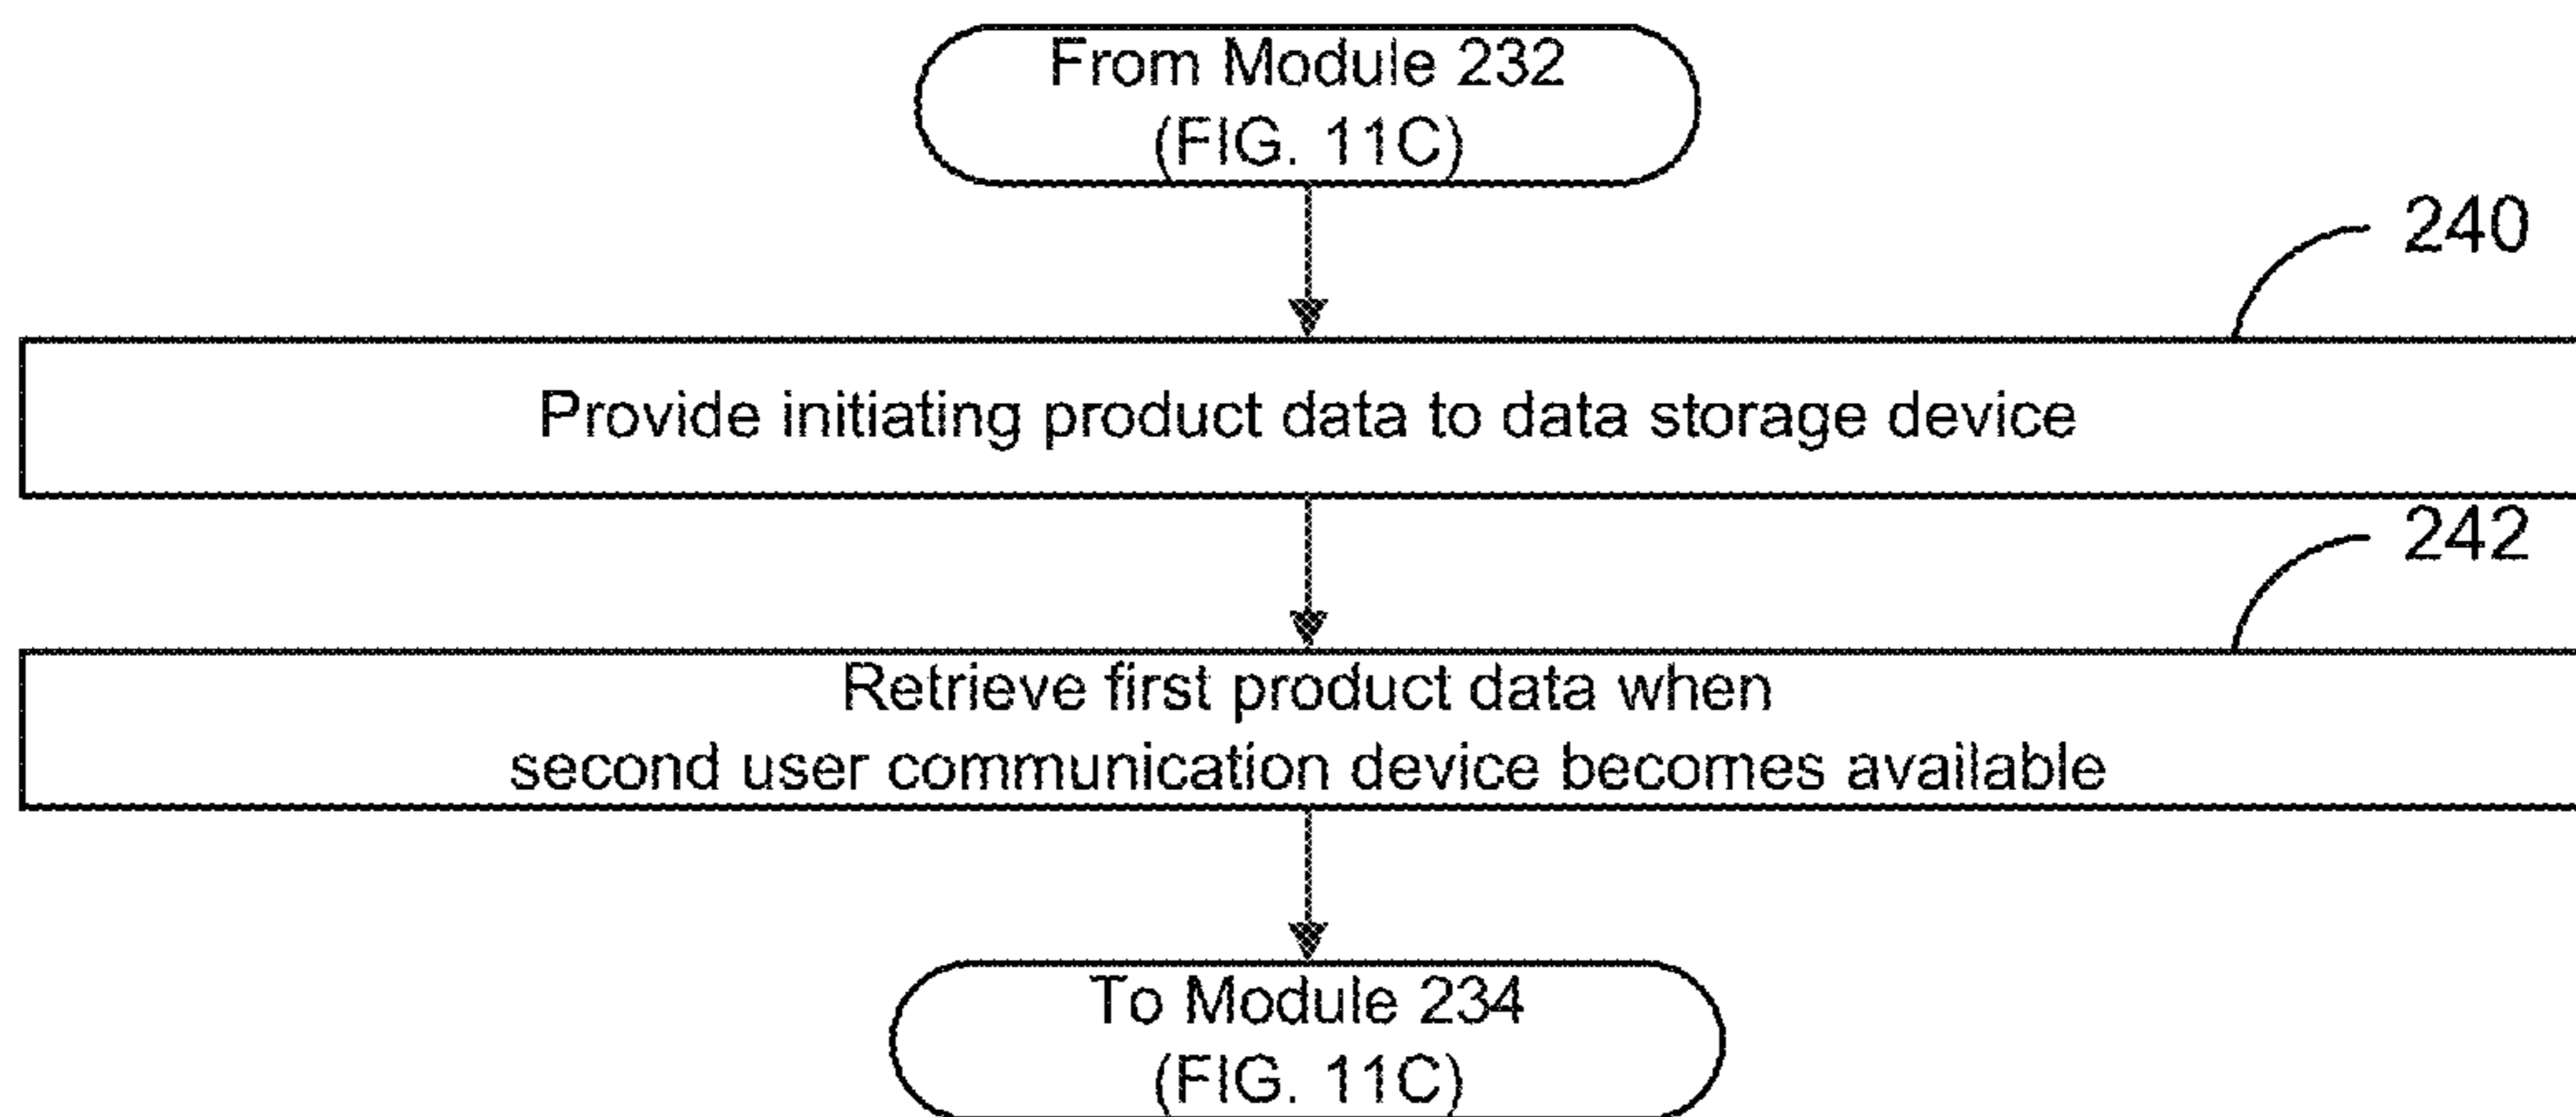 From Module 232
(FIG. 11C)
240
Provide initiating product data to data storage device
242
Retrieve first product data when
second user communication device becomes available
To Module 234
(FIG. 11C)